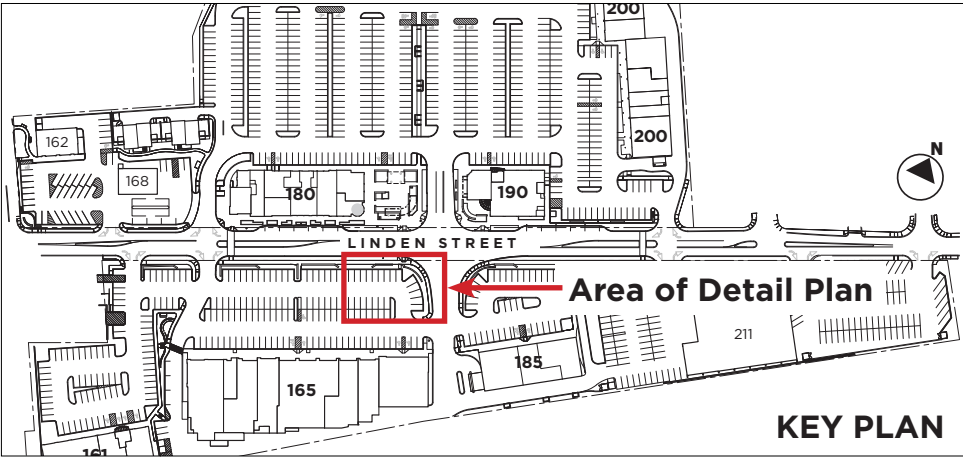 200
162
200
N
168
180
190
LINDEN STREET
Area of Detail Plan
211
185
165
KEY PLAN
161